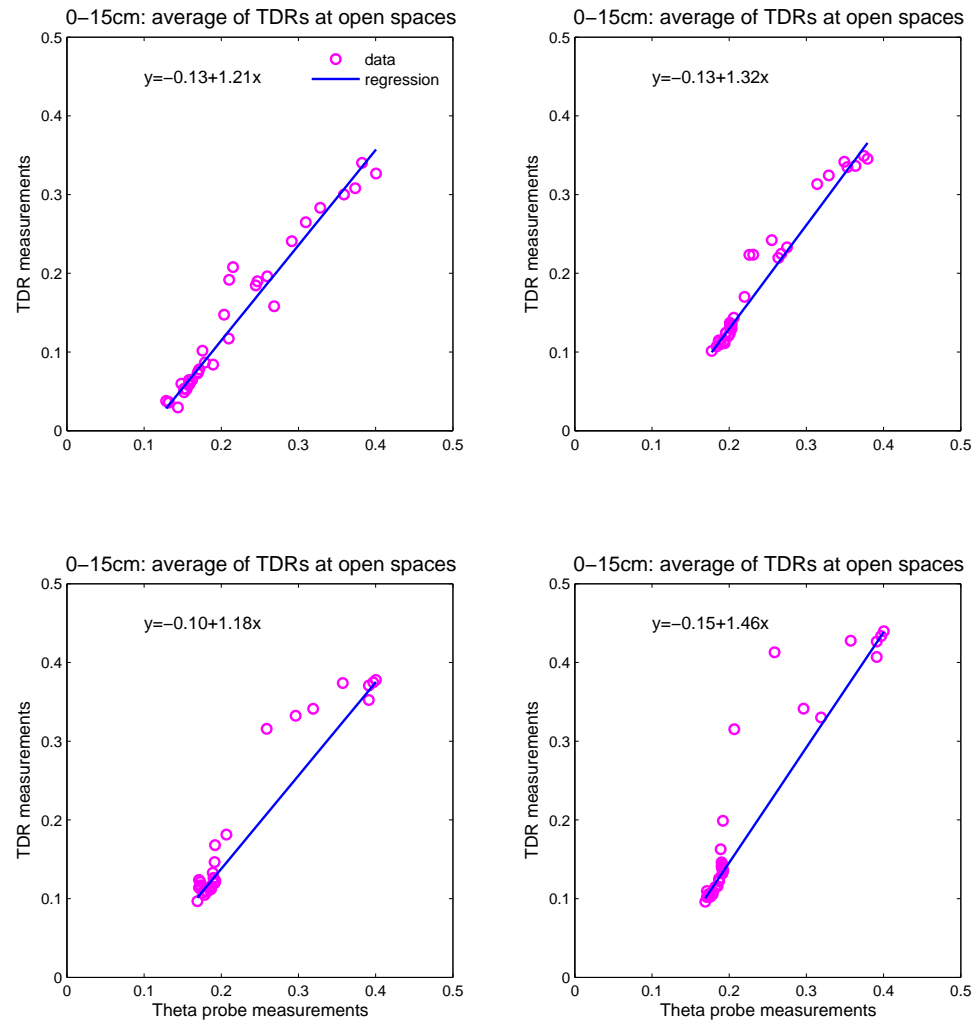 0−15cm: average of TDRs at open spaces
0.5
0.4
0.3
0.2
0.1
0
TDR measurements
y=−0.13+1.21x
data
regression
0 0.1 0.2 0.3 0.4 0.5
0−15cm: average of TDRs at open spaces
0.5
0.4
0.3
0.2
0.1
0
TDR measurements
y=−0.13+1.32x
0 0.1 0.2 0.3 0.4 0.5
0−15cm: average of TDRs at open spaces
0.5
0.4
0.3
0.2
0.1
0
TDR measurements
y=−0.10+1.18x
0 0.1 0.2 0.3 0.4 0.5
Theta probe measurements
0−15cm: average of TDRs at open spaces
0.5
0.4
0.3
0.2
0.1
0
TDR measurements
y=−0.15+1.46x
0 0.1 0.2 0.3 0.4 0.5
Theta probe measurements